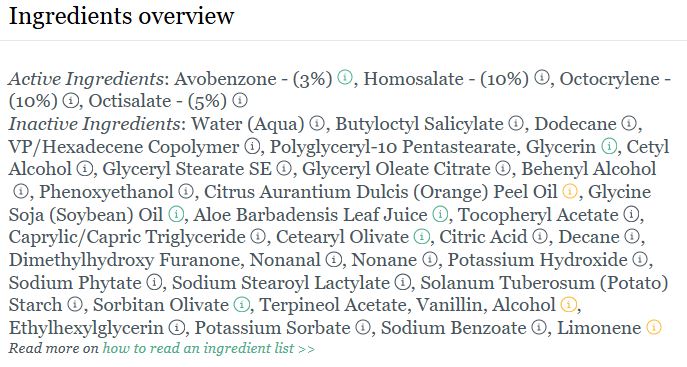 Ingredients overview
Active Ingredients: Avobenzone - (3%) ⓘ, Homosalate - (10%) ⓘ, Octocrylene -
(10%) ⓘ, Octisalate - (5%) ⓘ
Inactive Ingredients: Water (Aqua) ⓘ, Butyloctyl Salicylate ⓘ, Dodecane ⓘ,
VP/Hexadecene Copolymer ⓘ, Polyglyceryl-10 Pentastearate, Glycerin ⓘ, Cetyl
Alcohol ⓘ, Glyceryl Stearate SE ⓘ, Glyceryl Oleate Citrate ⓘ, Behenyl Alcohol
ⓘ, Phenoxyethanol ⓘ, Citrus Aurantium Dulcis (Orange) Peel Oil ⓘ, Glycine
Soja (Soybean) Oil ⓘ, Aloe Barbadensis Leaf Juice ⓘ, Tocopheryl Acetate ⓘ,
Caprylic/Capric Triglyceride ⓘ, Cetearyl Olivate ⓘ, Citric Acid ⓘ, Decane ⓘ,
Dimethylhydroxy Furanone, Nonanal ⓘ, Nonane ⓘ, Potassium Hydroxide ⓘ,
Sodium Phytate ⓘ, Sodium Stearoyl Lactylate ⓘ, Solanum Tuberosum (Potato)
Starch ⓘ, Sorbitan Olivate ⓘ, Terpineol Acetate, Vanillin, Alcohol ⓘ,
Ethylhexylglycerin ⓘ, Potassium Sorbate ⓘ, Sodium Benzoate ⓘ, Limonene ⓘ
Read more on how to read an ingredient list >>